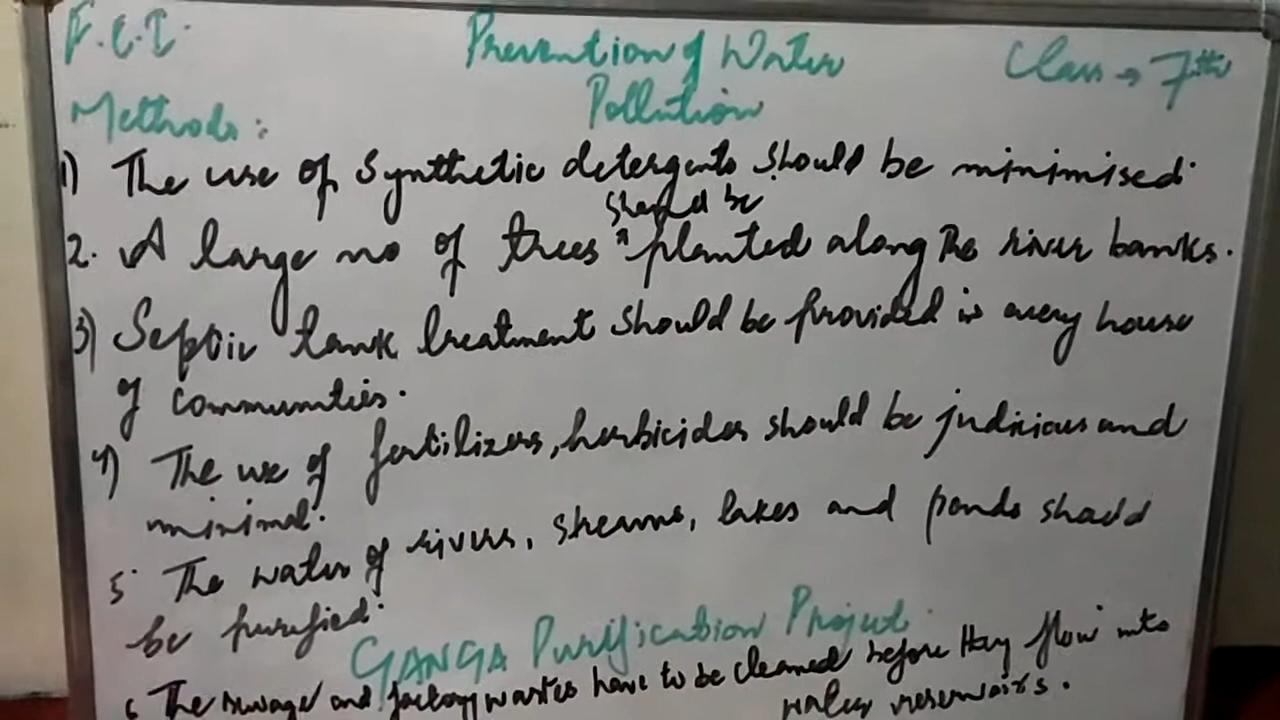 F.C.I. Prevention of Water Class → 7th
Pollution
Methods:
1) The use of Synthetic detergents should be minimised.
should be
2. A large no of trees ^ planted along the river banks.
3) Septic tank treatment should be provided in every house
of communities.
4) The use of fertilizers, herbicides should be judicious and
minimal.
5. The water of rivers, streams, lakes and ponds should
be purified.
GANGA Purification Project.
6 The sewage and factory wastes have to be cleaned before they flow into
water reservoirs.